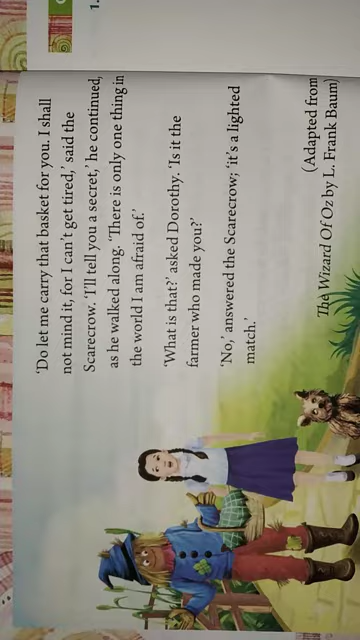 1.
'Do let me carry that basket for you. I shall
not mind it, for I can't get tired,' said the
Scarecrow. 'I'll tell you a secret,' he continued,
as he walked along. 'There is only one thing in
the world I am afraid of.'
'What is that?' asked Dorothy. 'Is it the
farmer who made you?'
'No,' answered the Scarecrow; 'it's a lighted
match.'
(Adapted from
The Wizard Of Oz by L. Frank Baum)